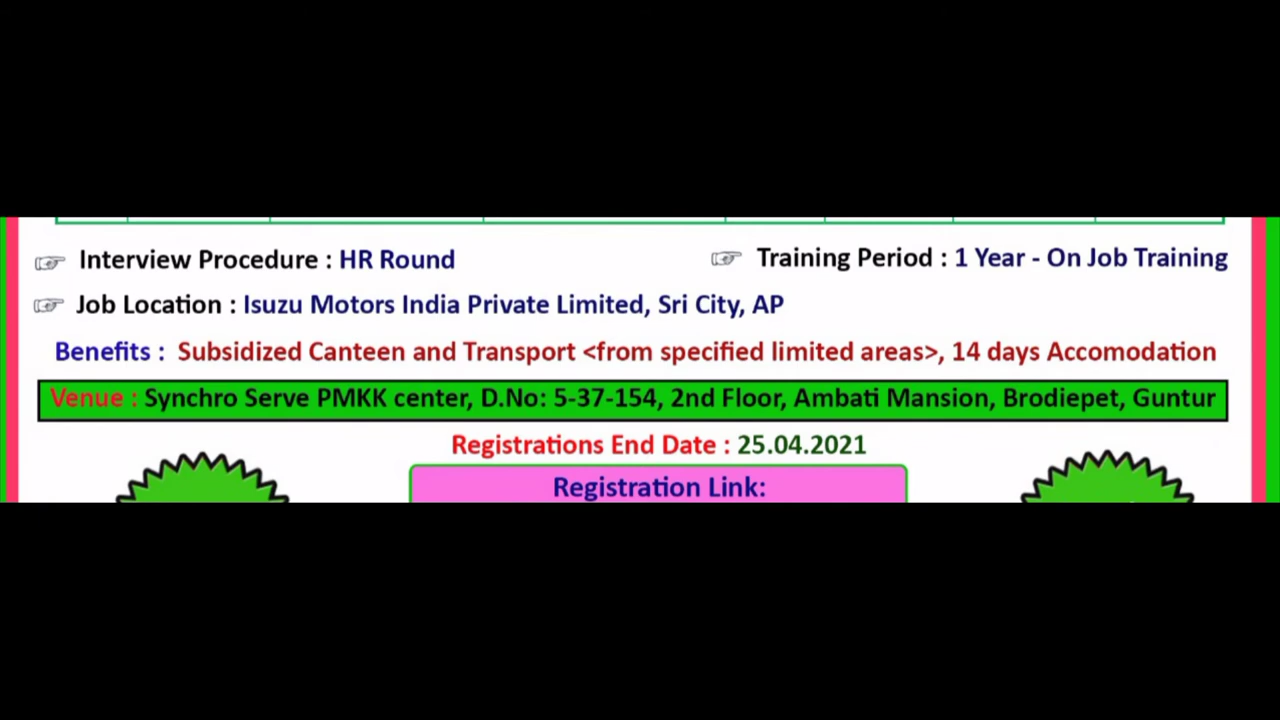 Interview Procedure : HR Round
Training Period : 1 Year - On Job Training
Job Location : Isuzu Motors India Private Limited, Sri City, AP
Benefits : Subsidized Canteen and Transport <from specified limited areas>, 14 days Accomodation
Venue : Synchro Serve PMKK center, D.No: 5-37-154, 2nd Floor, Ambati Mansion, Brodiepet, Guntur
Registrations End Date : 25.04.2021
Registration Link: